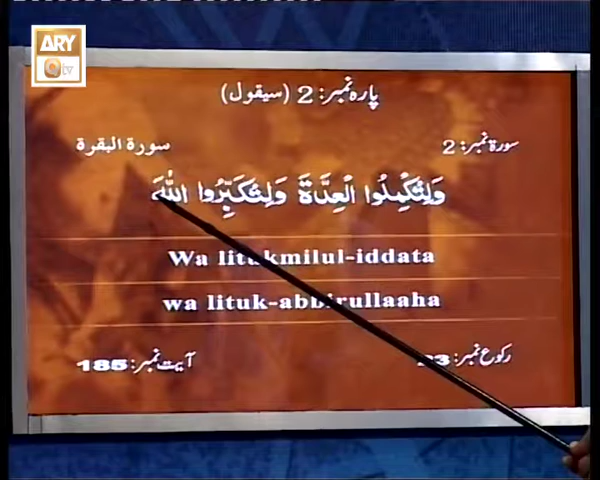 ARY
Qtv
پارہ نمبر: 2 (سیقول)
سورۃ نمبر: 2
سورۃ البقرۃ
وَلِتُكْمِلُوا الْعِدَّةَ وَلِتُكَبِّرُوا اللّٰهَ
Wa litukmilul-iddata
wa lituk-abbirullaaha
رکوع نمبر:
آیت نمبر: 185